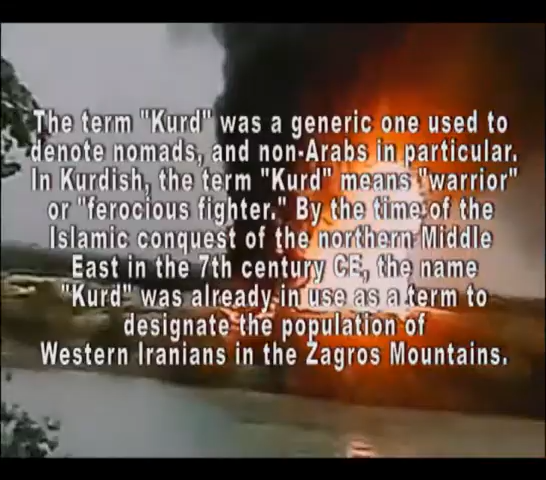 The term "Kurd" was a generic one used to
denote nomads, and non-Arabs in particular.
In Kurdish, the term "Kurd" means "warrior"
or "ferocious fighter." By the time of the
Islamic conquest of the northern Middle
East in the 7th century CE, the name
"Kurd" was already in use as a term to
designate the population of
Western Iranians in the Zagros Mountains.